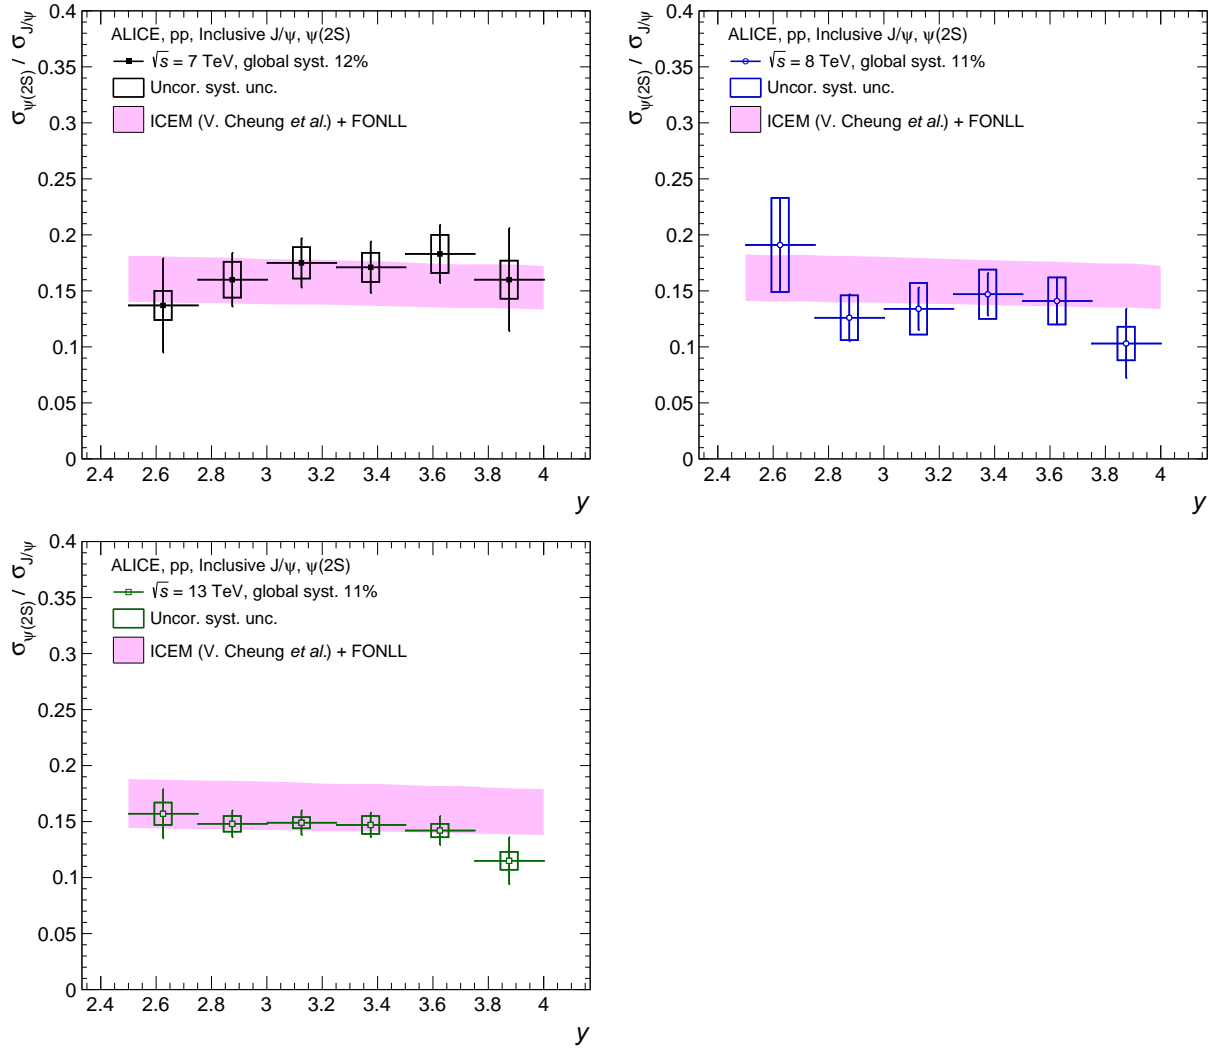 ALICE, pp, Inclusive J/ψ, ψ(2S)
√s = 7 TeV, global syst. 12%
Uncor. syst. unc.
ICEM (V. Cheung et al.) + FONLL
σψ(2S) / σJ/ψ
0.4
0.35
0.3
0.25
0.2
0.15
0.1
0.05
0
2.4 2.6 2.8 3 3.2 3.4 3.6 3.8 4
y
ALICE, pp, Inclusive J/ψ, ψ(2S)
√s = 8 TeV, global syst. 11%
Uncor. syst. unc.
ICEM (V. Cheung et al.) + FONLL
σψ(2S) / σJ/ψ
0.4
0.35
0.3
0.25
0.2
0.15
0.1
0.05
0
2.4 2.6 2.8 3 3.2 3.4 3.6 3.8 4
y
ALICE, pp, Inclusive J/ψ, ψ(2S)
√s = 13 TeV, global syst. 11%
Uncor. syst. unc.
ICEM (V. Cheung et al.) + FONLL
σψ(2S) / σJ/ψ
0.4
0.35
0.3
0.25
0.2
0.15
0.1
0.05
0
2.4 2.6 2.8 3 3.2 3.4 3.6 3.8 4
y